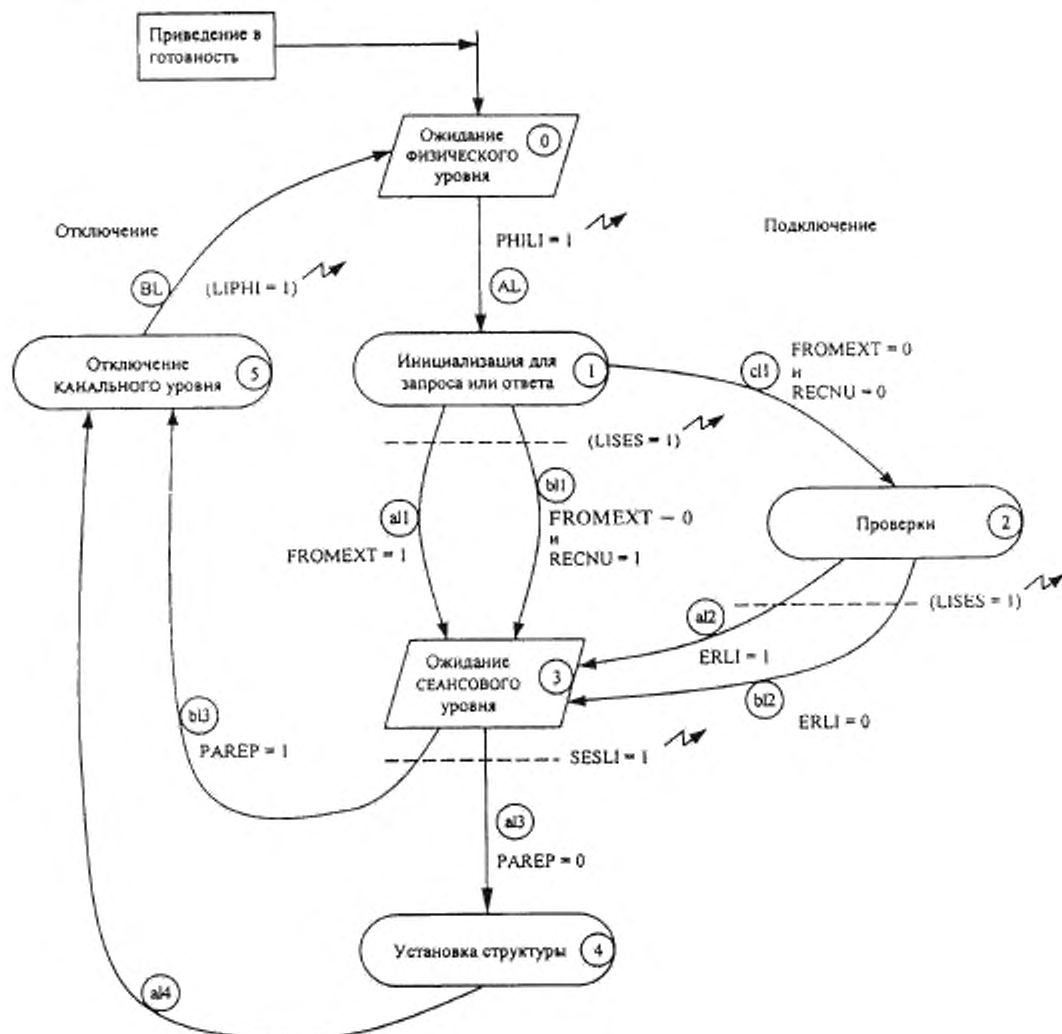 Приведение в
готовность
Ожидание
ФИЗИЧЕСКОГО
уровня
0
Отключение
Подключение
PHILI = 1
BL
(LIPHI = 1)
AL
Отключение
КАНАЛЬНОГО уровня
5
Инициализация для
запроса или ответа
1
cl1
FROMEXT = 0
и
RECNU = 0
(LISES = 1)
al1
FROMEXT = 1
bl1
FROMEXT = 0
и
RECNU = 1
Проверки
2
(LISES = 1)
al2
ERLI = 1
bl2
ERLI = 0
Ожидание
СЕАНСОВОГО
уровня
3
bl3
PAREP = 1
SESLI = 1
al3
PAREP = 0
Установка структуры
4
al4